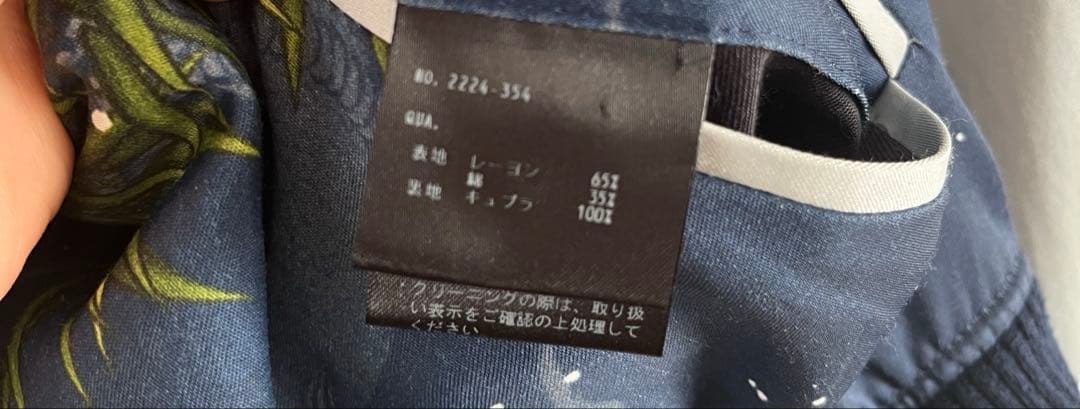 NO. 2224-354
QUA.
表地 レーヨン 65%
綿 35%
裏地 キュプラ 100%
・クリーニングの際は、取り扱
い表示をご確認の上処理して
ください。